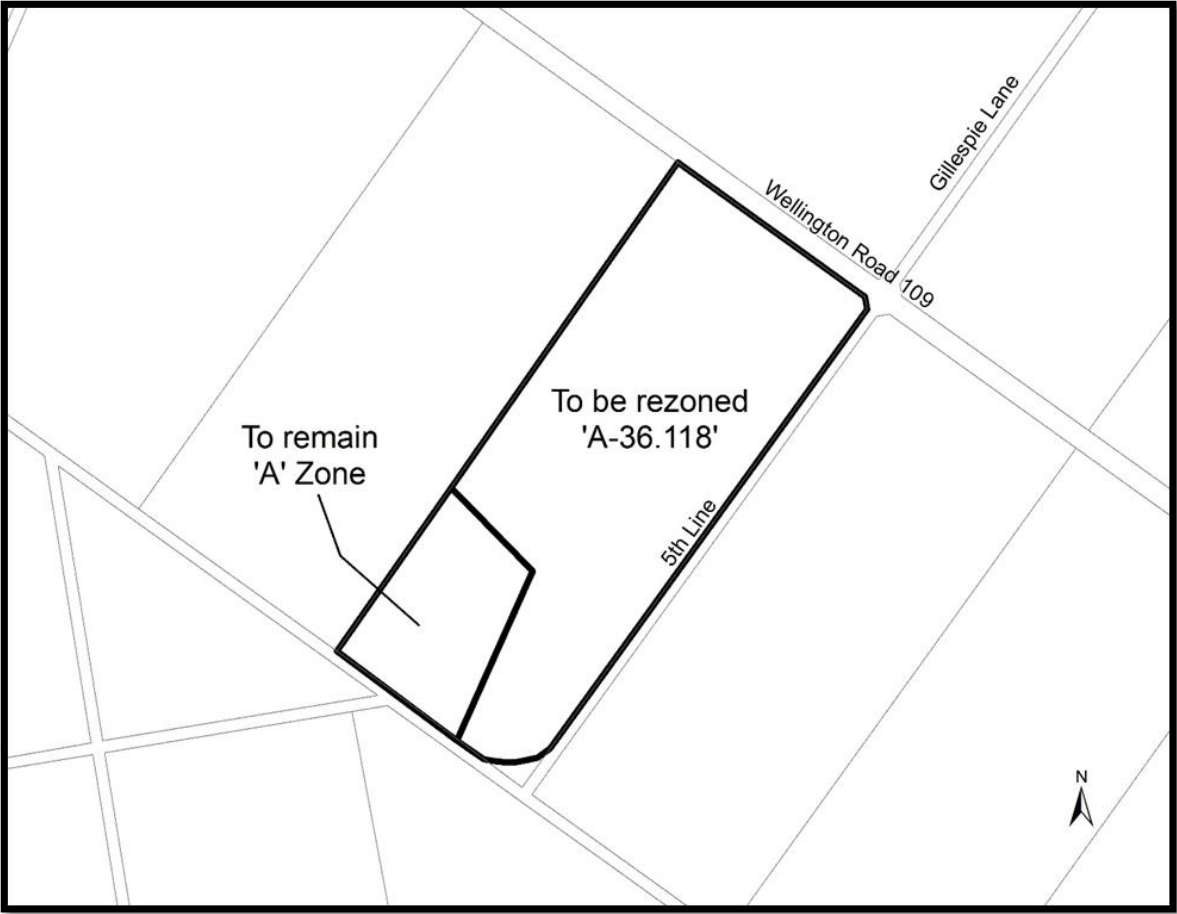 Gillespie Lane
Wellington Road 109
To be rezoned
'A-36.118'
To remain
'A' Zone
5th Line
N